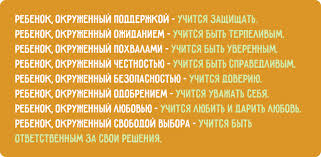 РЕБЕНОК, ОКРУЖЕННЫЙ ПОДДЕРЖКОЙ - УЧИТСЯ ЗАЩИЩАТЬ.
РЕБЕНОК, ОКРУЖЕННЫЙ ОЖИДАНИЕМ - УЧИТСЯ БЫТЬ ТЕРПЕЛИВЫМ.
РЕБЕНОК, ОКРУЖЕННЫЙ ПОХВАЛАМИ - УЧИТСЯ БЫТЬ УВЕРЕННЫМ.
РЕБЕНОК, ОКРУЖЕННЫЙ ЧЕСТНОСТЬЮ - УЧИТСЯ БЫТЬ СПРАВЕДЛИВЫМ.
РЕБЕНОК, ОКРУЖЕННЫЙ БЕЗОПАСНОСТЬЮ - УЧИТСЯ ДОВЕРИЮ.
РЕБЕНОК, ОКРУЖЕННЫЙ ОДОБРЕНИЕМ - УЧИТСЯ УВАЖАТЬ СЕБЯ.
РЕБЕНОК, ОКРУЖЕННЫЙ ЛЮБОВЬЮ - УЧИТСЯ ЛЮБИТЬ И ДАРИТЬ ЛЮБОВЬ.
РЕБЕНОК, ОКРУЖЕННЫЙ СВОБОДОЙ ВЫБОРА - УЧИТСЯ БЫТЬ
ОТВЕТСТВЕННЫМ ЗА СВОИ РЕШЕНИЯ.